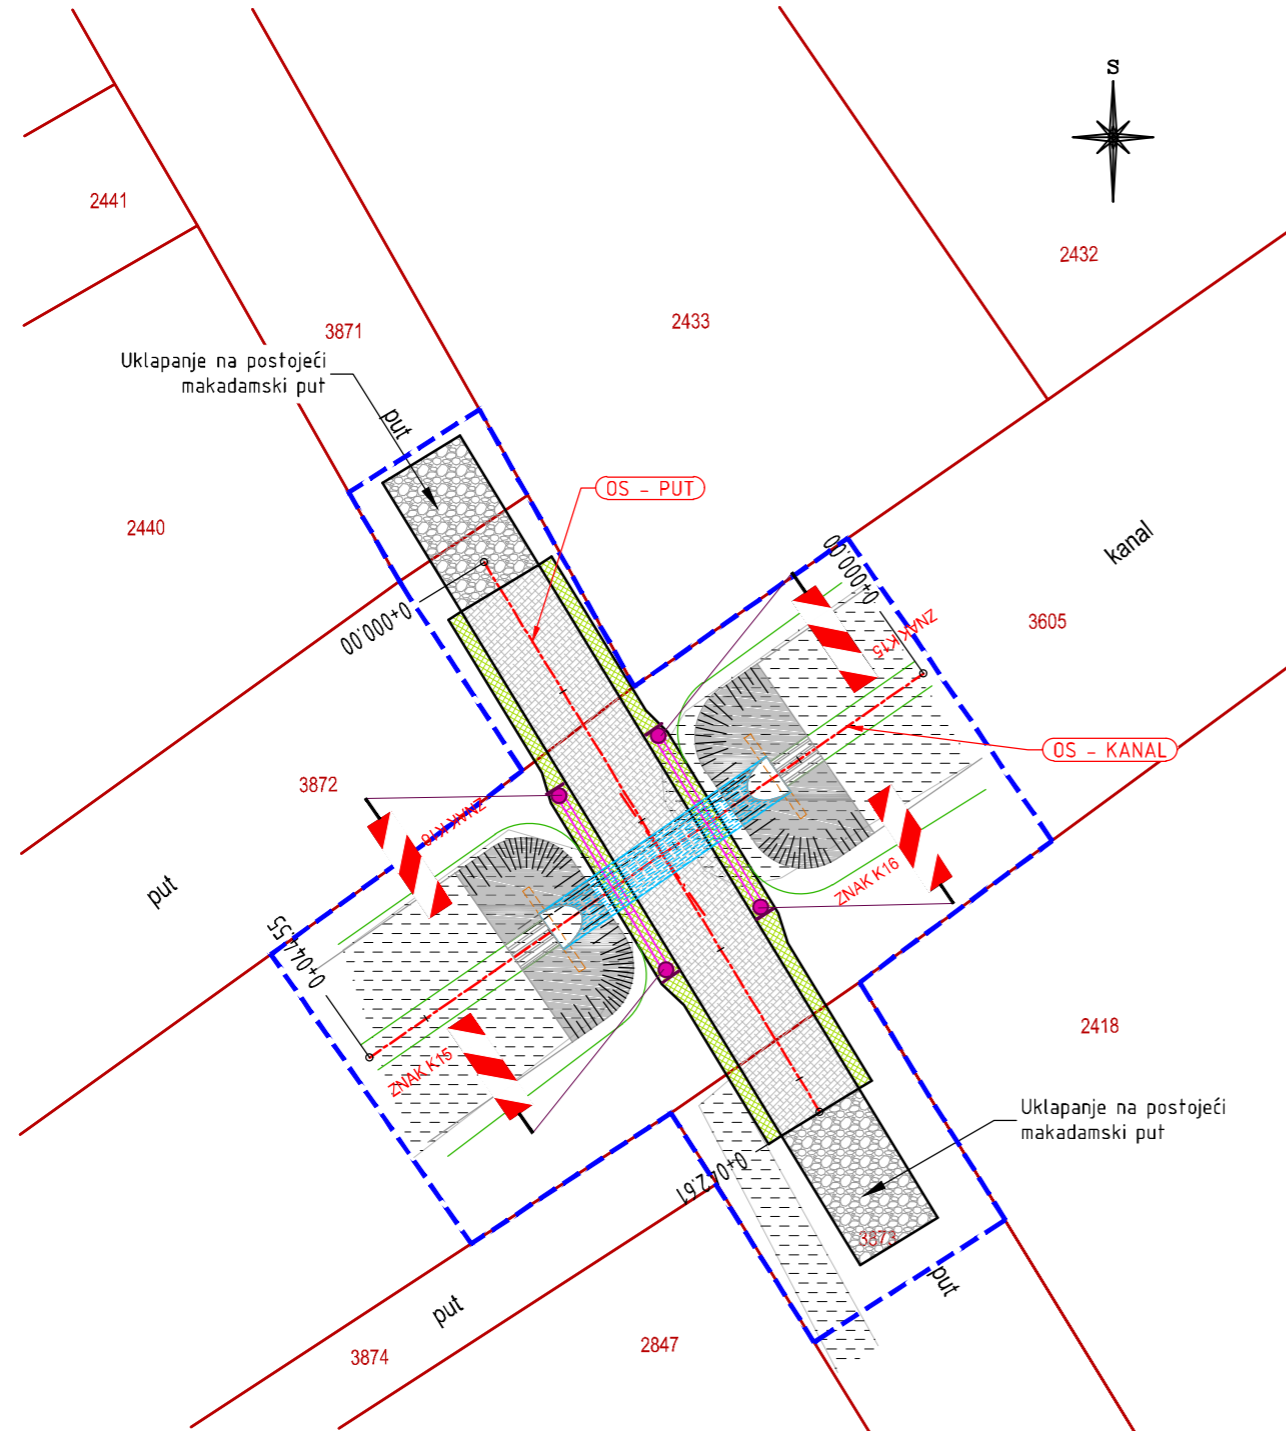 S
2441
2432
3871
2433
Uklapanje na postojeći
makadamski put
put
OS - PUT
2440
kanal
0+000.00
0+000.00
3605
ZNAK K15
OS - KANAL
3872
ZNAK K16
put
ZNAK K16
0+044.55
ZNAK K15
2418
Uklapanje na postojeći
makadamski put
0+042.61
3873
put
put
3874
2847